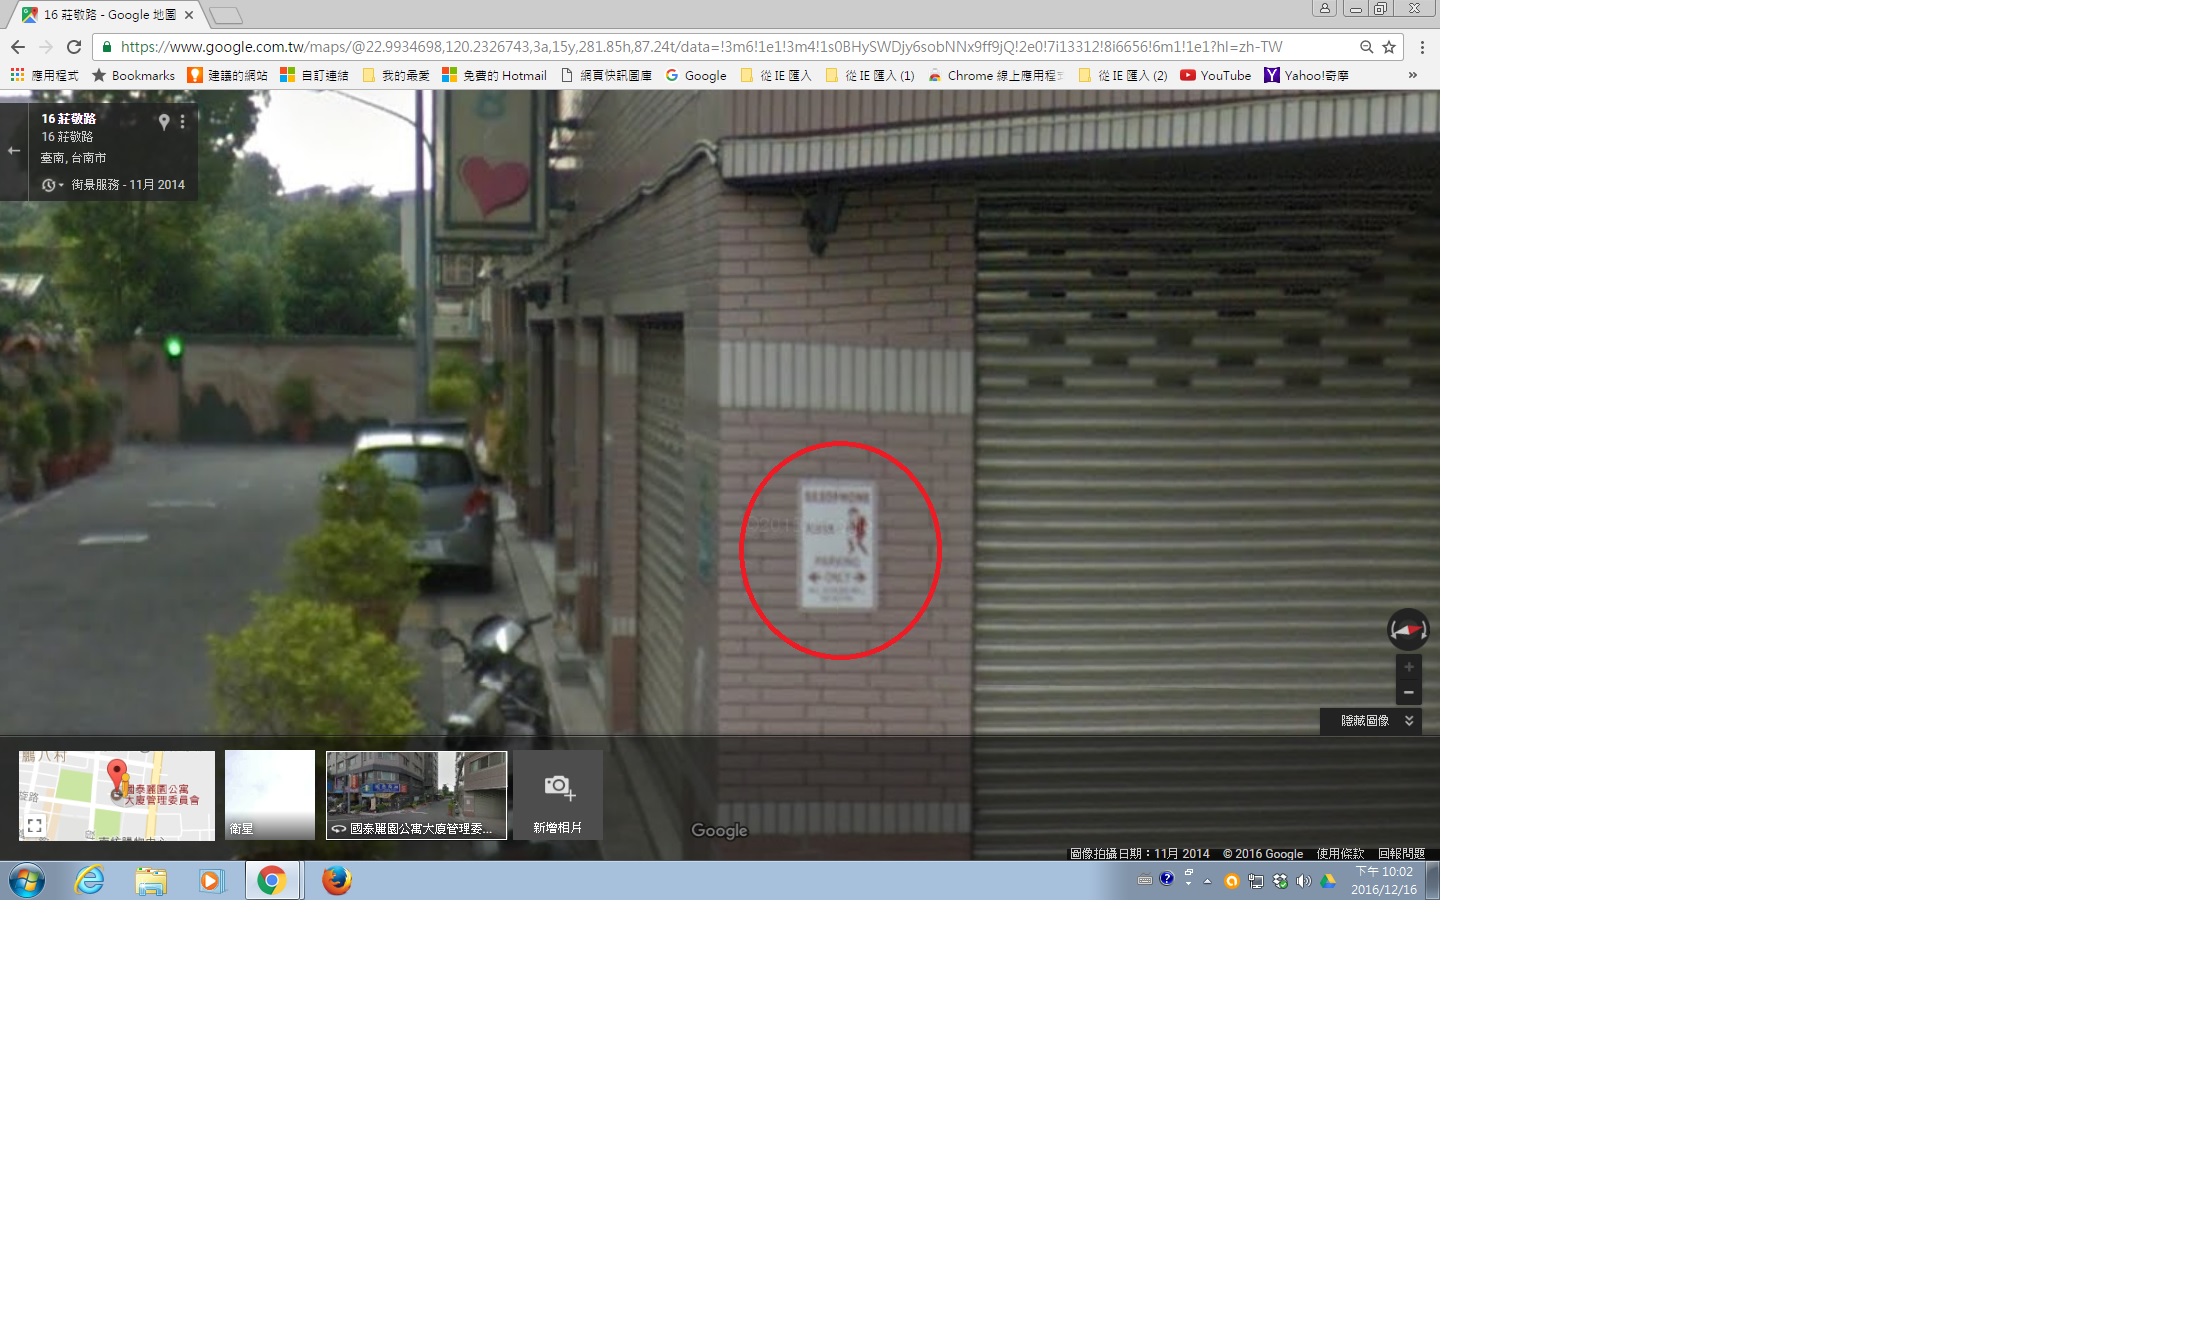 16 莊敬路 - Google 地圖
https://www.google.com.tw/maps/@22.9934698,120.2326743,3a,15y,281.85h,87.24t/data=!3m6!1e1!3m4!1s0BHySWDjy6sobNNx9ff9jQ!2e0!7i13312!8i6656!6m1!1e1?hl=zh-TW
應用程式 Bookmarks 建議的網站 自訂連結 我的最愛 免費的 Hotmail 網頁快訊圖庫 Google 從 IE 匯入 從 IE 匯入 (1) Chrome 線上應用程式 從 IE 匯入 (2) YouTube Yahoo!奇摩 »
16 莊敬路
16 莊敬路
臺南, 台南市
街景服務 - 11月 2014
8
SAXOPHONE
PLAYER
PARKING
ONLY
隱藏圖像
國泰麗園公寓
大廈管理委員會
衛星
國泰麗園公寓大廈管理委...
新增相片
Google
圖像拍攝日期：11月 2014 © 2016 Google 使用條款 回報問題
下午 10:02
2016/12/16